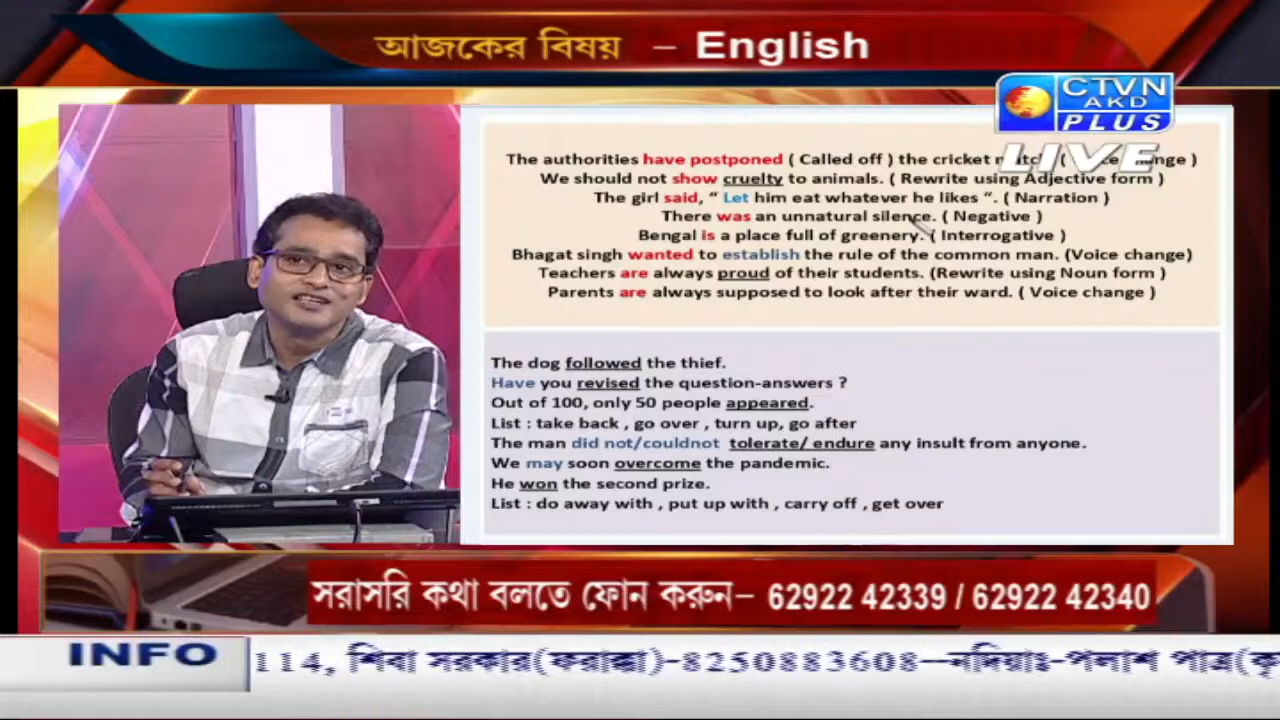 আজকের বিষয় – English
CTVN
AKD
PLUS
LIVE
The authorities have postponed ( Called off ) the cricket
We should not show cruelty to animals. ( Rewrite using Adjective form )
The girl said, “ Let him eat whatever he likes “. ( Narration )
There was an unnatural silence. ( Negative )
Bengal is a place full of greenery. ( Interrogative )
Bhagat singh wanted to establish the rule of the common man. (Voice change)
Teachers are always proud of their students. (Rewrite using Noun form )
Parents are always supposed to look after their ward. ( Voice change )
The dog followed the thief.
Have you revised the question-answers ?
Out of 100, only 50 people appeared.
List : take back , go over , turn up, go after
The man did not/couldnot tolerate/ endure any insult from anyone.
We may soon overcome the pandemic.
He won the second prize.
List : do away with , put up with , carry off , get over
সরাসরি কথা বলতে ফোন করুন– 62922 42339 / 62922 42340
INFO
114, শিবা সরকার(ফরাক্কা)-8250883608--নদিয়াঃ-পলাশ পাত্র(কৃ